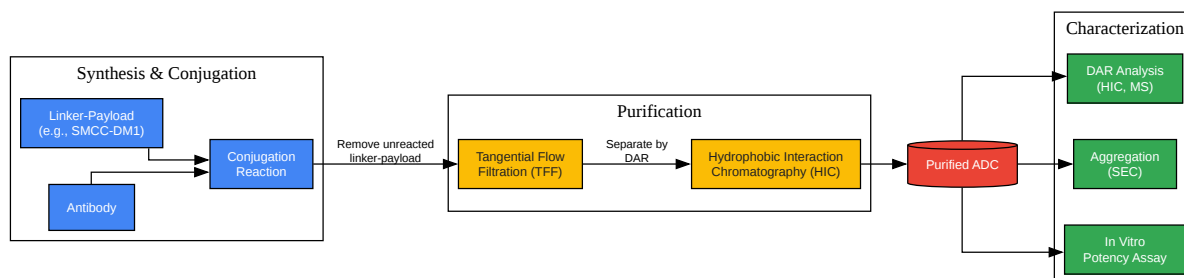 Synthesis & Conjugation
Linker-Payload
(e.g., SMCC-DM1)
Antibody
Conjugation
Reaction
Remove unreacted
linker-payload
Purification
Tangential Flow
Filtration (TFF)
Separate by
DAR
Hydrophobic Interaction
Chromatography (HIC)
Purified ADC
Characterization
DAR Analysis
(HIC, MS)
Aggregation
(SEC)
In Vitro
Potency Assay